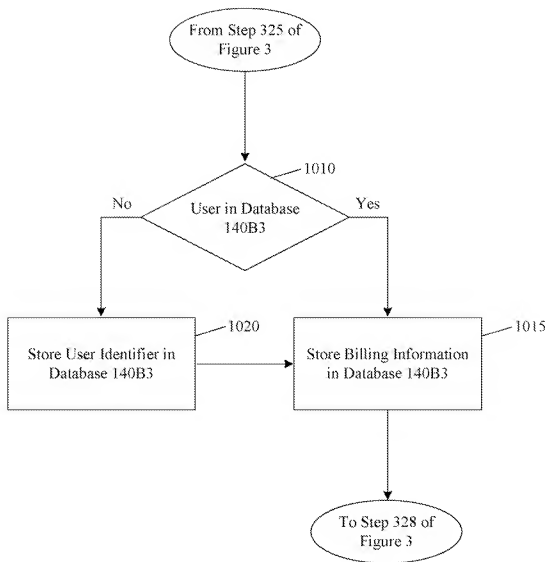 From Step 325 of
Figure 3
1010
User in Database
140B3
No
Yes
1020
1015
Store User Identifier in
Database 140B3
Store Billing Information
in Database 140B3
To Step 328 of
Figure 3